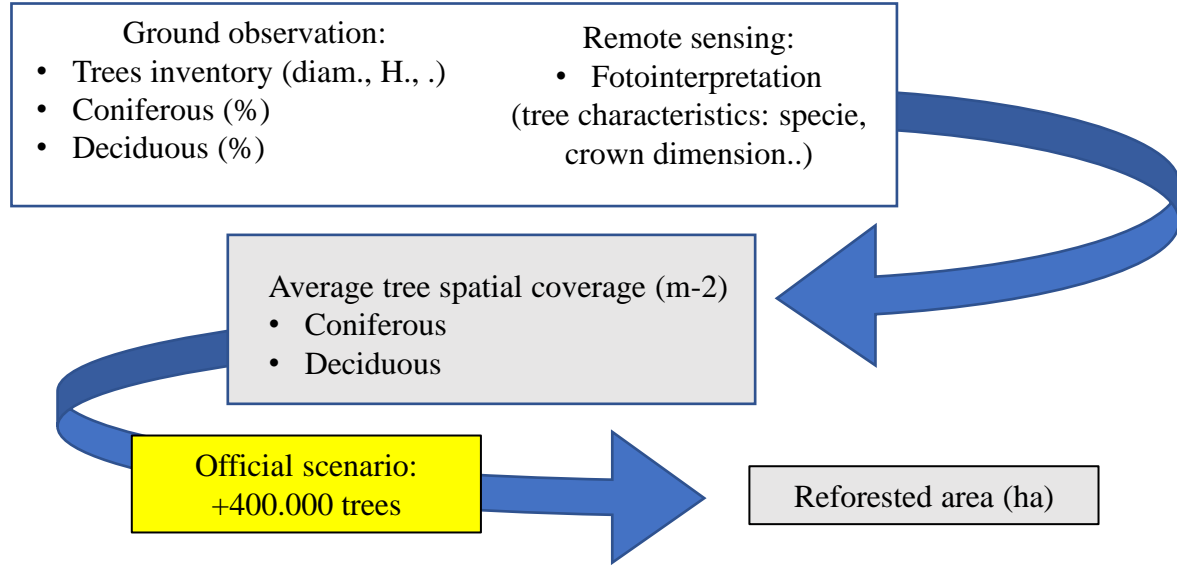 Ground observation:
• Trees inventory (diam., H., .)
• Coniferous (%)
• Deciduous (%)
Remote sensing:
• Fotointerpretation
(tree characteristics: specie,
crown dimension..)
Average tree spatial coverage (m-2)
• Coniferous
• Deciduous
Official scenario:
+400.000 trees
Reforested area (ha)